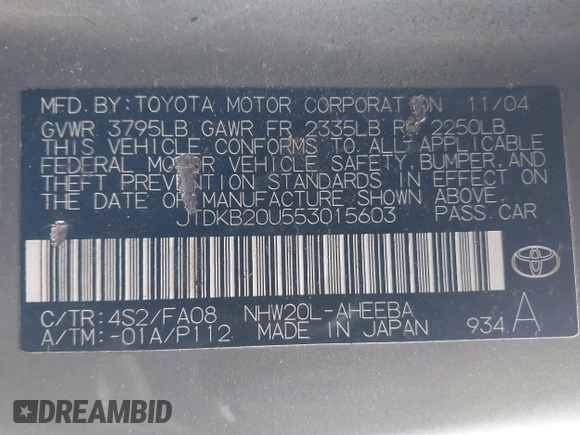 MFD. BY: TOYOTA MOTOR CORPORATION 11/04
GVWR 3795LB GAWR FR 2335LB 2250LB
THIS VEHICLE CONFORMS TO ALL APPLICABLE
FEDERAL MOTOR VEHICLE SAFETY, BUMPER, AND
THEFT PREVENTION STANDARDS IN EFFECT ON
THE DATE OF MANUFACTURE SHOWN ABOVE.
JTDKB20U553015603 PASS. CAR
C/TR: 4S2/FA08 NHW20L-AHEEBA
A/TM: -01A/P112 MADE IN JAPAN 934 A
TOYOTA
DREAMBID